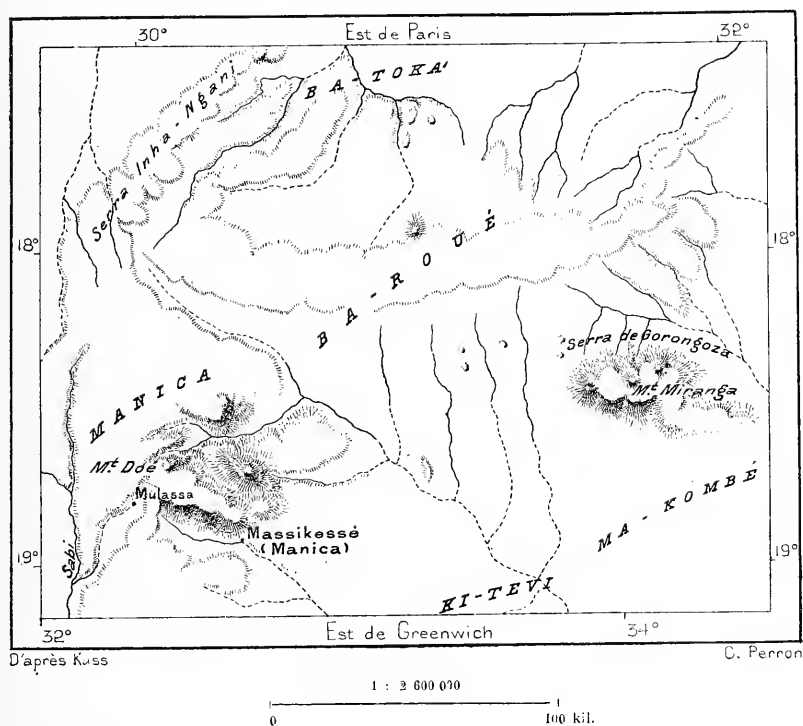 30° Est de Paris 32°
BA-TOKA'
Serra Inha-Ngani
18° 18°
BA-ROUÉ
Serra de Gorongoza
Mt Miranga
MANICA
Mt Doé
Mulassa
Massikessé
(Manica)
MA-KOMBÉ
Sabi
19° 19°
KI-TEVI
32° Est de Greenwich 34°
D'après Kuss C. Perron
1 : 2 600 000
0 100 kil.